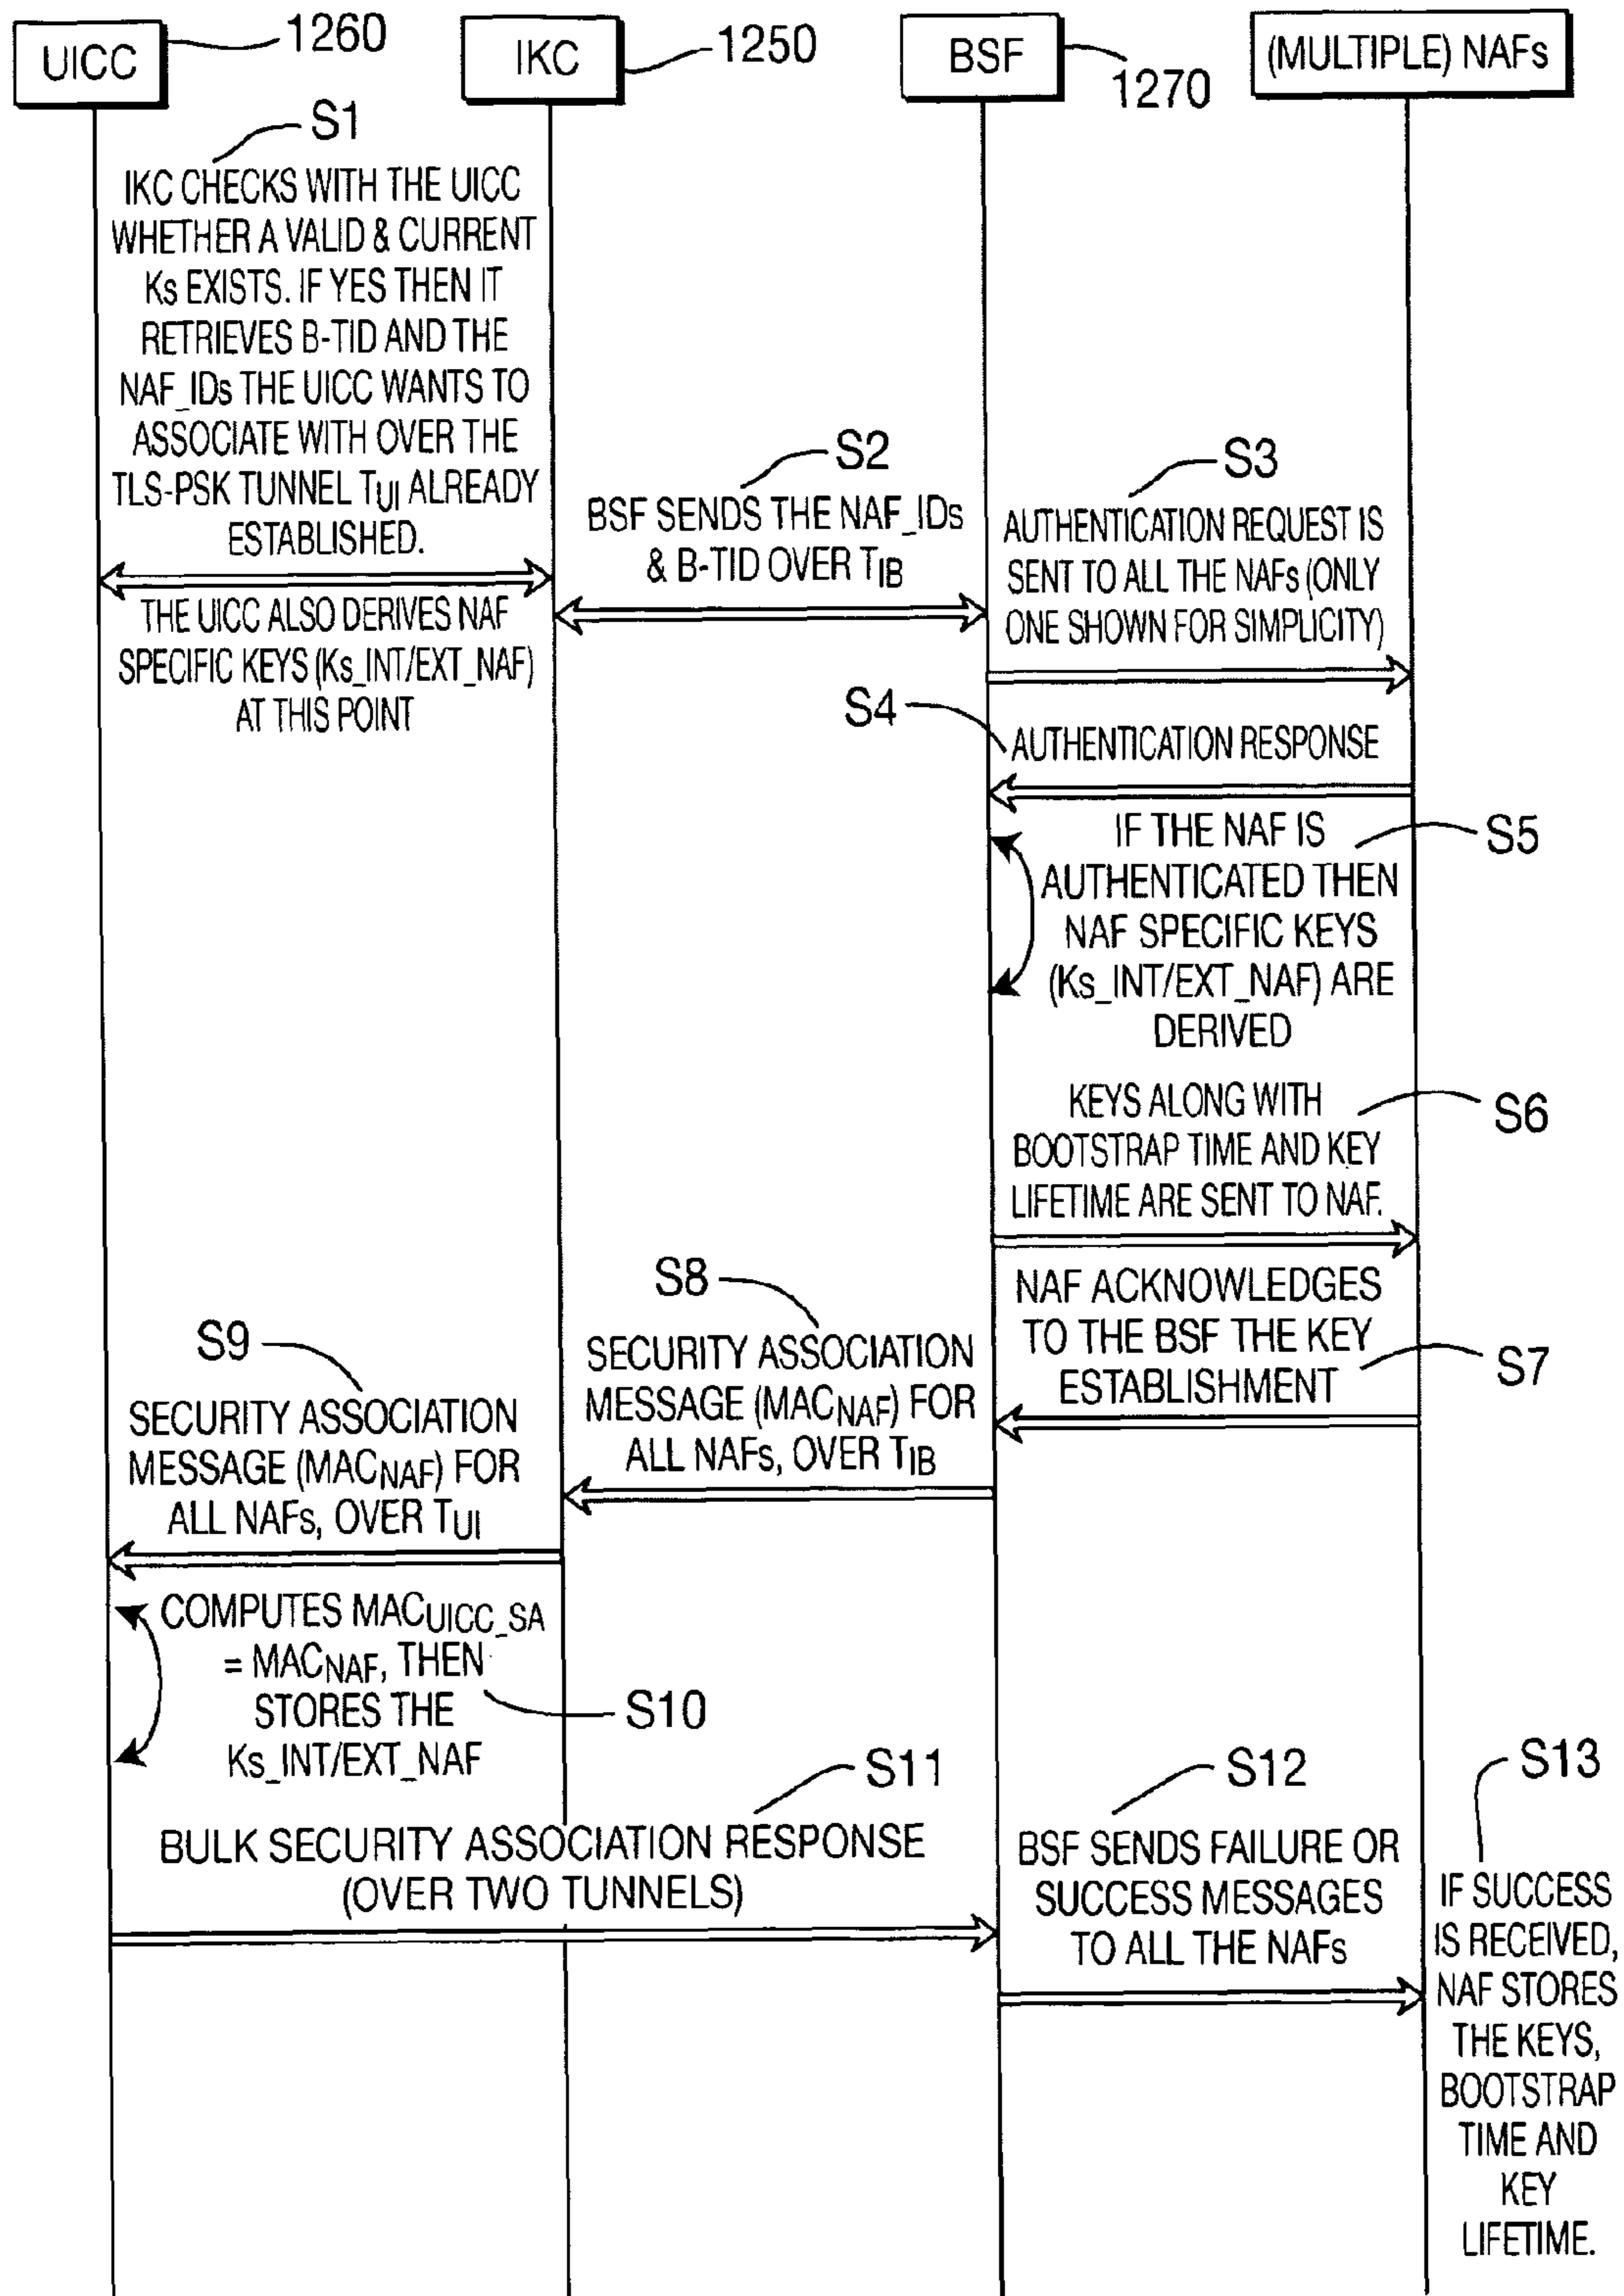 UICC
1260
IKC
1250
BSF
1270
(MULTIPLE) NAFs
S1
IKC CHECKS WITH THE UICC
WHETHER A VALID & CURRENT
Ks EXISTS. IF YES THEN IT
RETRIEVES B-TID AND THE
NAF_IDs THE UICC WANTS TO
ASSOCIATE WITH OVER THE
TLS-PSK TUNNEL TUI ALREADY
ESTABLISHED.
THE UICC ALSO DERIVES NAF
SPECIFIC KEYS (Ks_INT/EXT_NAF)
AT THIS POINT
S2
BSF SENDS THE NAF_IDs
& B-TID OVER TIB
S3
AUTHENTICATION REQUEST IS
SENT TO ALL THE NAFs (ONLY
ONE SHOWN FOR SIMPLICITY)
S4
AUTHENTICATION RESPONSE
IF THE NAF IS
AUTHENTICATED THEN
NAF SPECIFIC KEYS
(Ks_INT/EXT_NAF) ARE
DERIVED
S5
KEYS ALONG WITH
BOOTSTRAP TIME AND KEY
LIFETIME ARE SENT TO NAF.
S6
NAF ACKNOWLEDGES
TO THE BSF THE KEY
ESTABLISHMENT
S7
S8
SECURITY ASSOCIATION
MESSAGE (MACNAF) FOR
ALL NAFs, OVER TIB
S9
SECURITY ASSOCIATION
MESSAGE (MACNAF) FOR
ALL NAFs, OVER TUI
COMPUTES MACUICC_SA
= MACNAF, THEN
STORES THE
Ks_INT/EXT_NAF
S10
S11
BULK SECURITY ASSOCIATION RESPONSE
(OVER TWO TUNNELS)
S12
BSF SENDS FAILURE OR
SUCCESS MESSAGES
TO ALL THE NAFs
S13
IF SUCCESS
IS RECEIVED,
NAF STORES
THE KEYS,
BOOTSTRAP
TIME AND
KEY
LIFETIME.